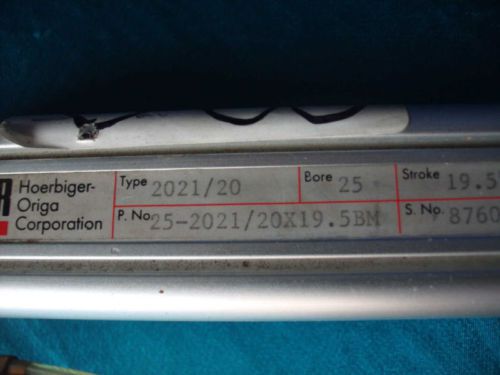 R Hoerbiger-
Origa
Corporation
Type 2021/20 Bore 25 Stroke 19.5
P. No. 25-2021/20X19.5BM S. No. 8760